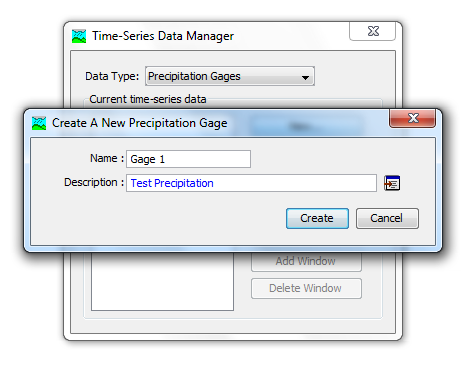 Time-Series Data Manager
Data Type: Precipitation Gages
Current time-series data
Create A New Precipitation Gage
Name : Gage 1
Description : Test Precipitation
Create Cancel
Add Window
Delete Window